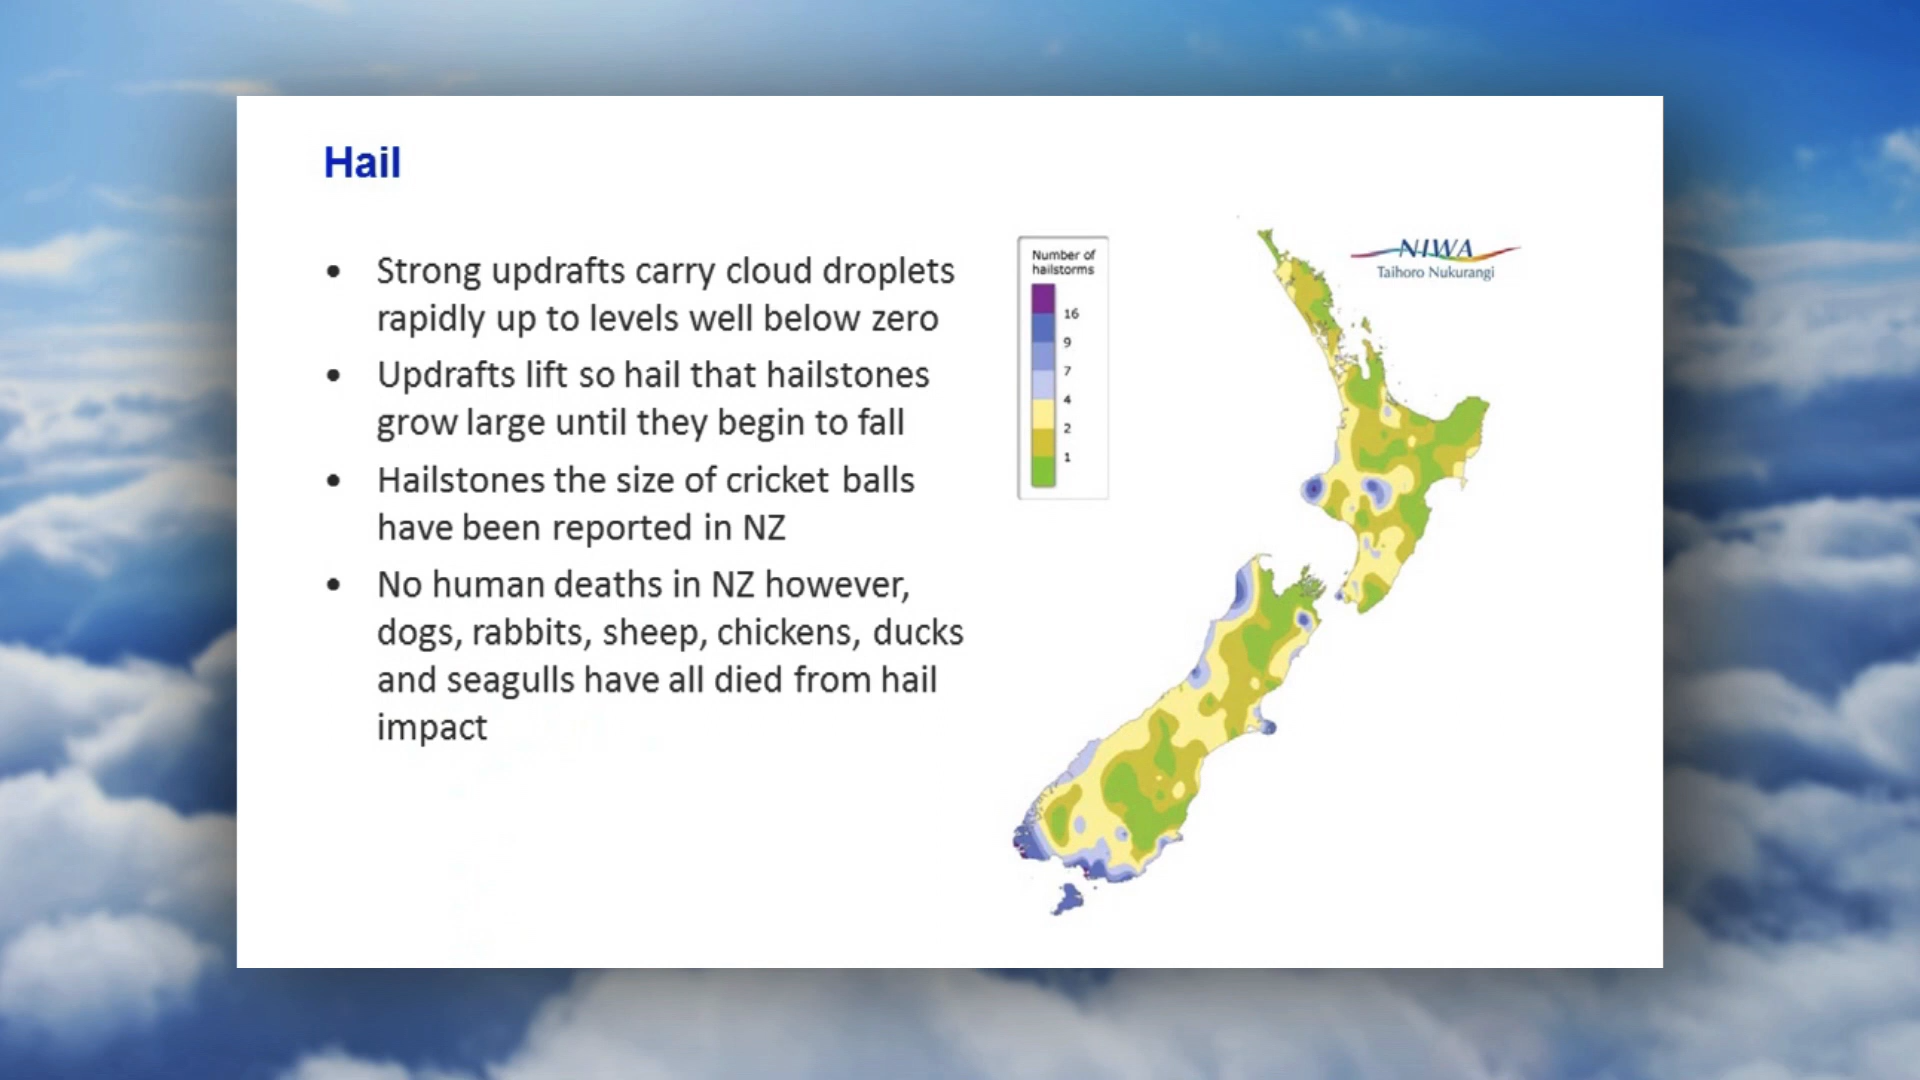 Hail
• Strong updrafts carry cloud droplets
rapidly up to levels well below zero
• Updrafts lift so hail that hailstones
grow large until they begin to fall
• Hailstones the size of cricket balls
have been reported in NZ
• No human deaths in NZ however,
dogs, rabbits, sheep, chickens, ducks
and seagulls have all died from hail
impact
Number of
hailstorms
16
9
7
4
2
1
NIWA
Taihoro Nukurangi